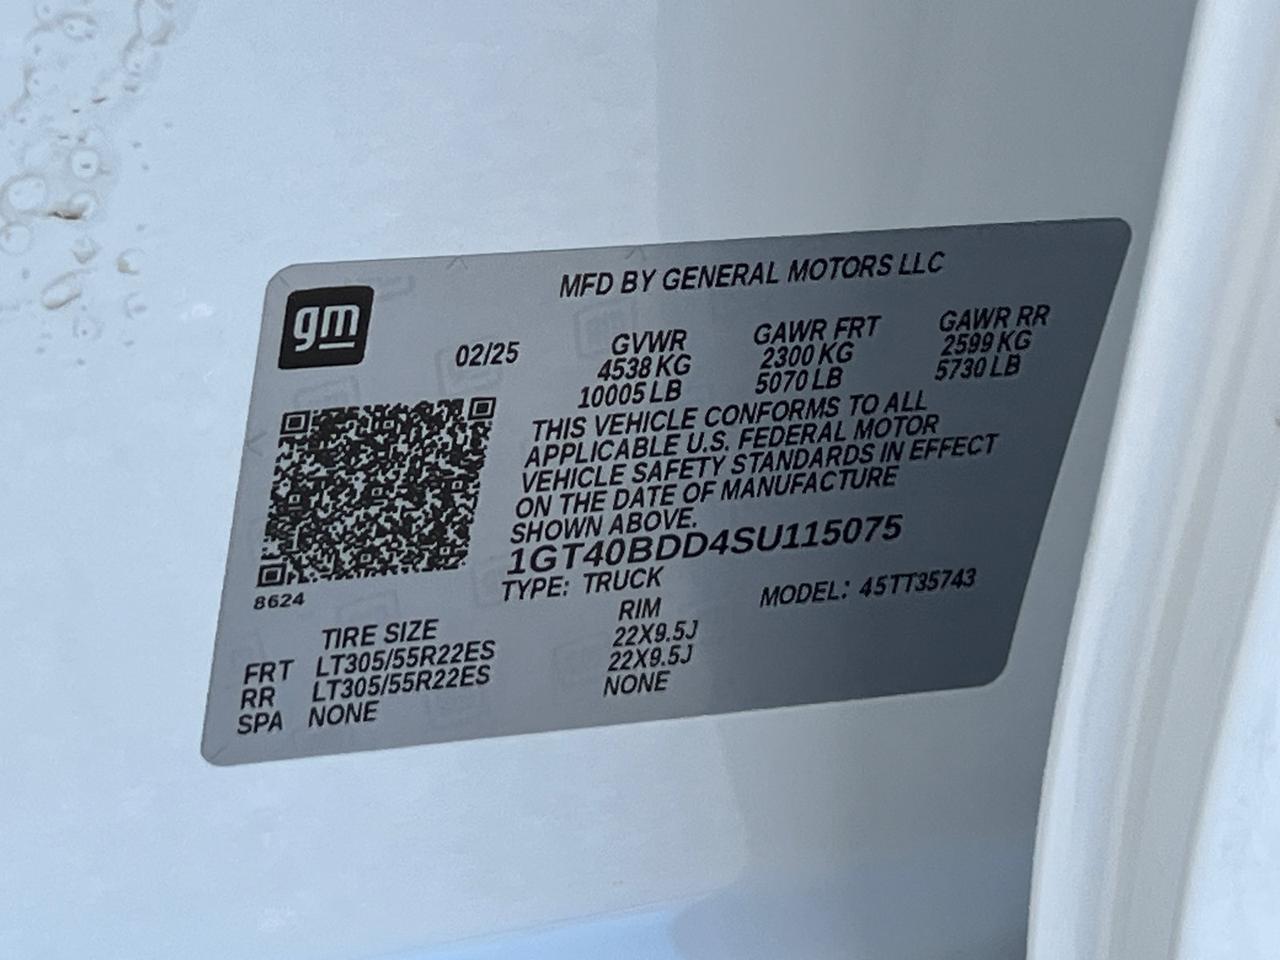 gm
MFD BY GENERAL MOTORS LLC
02/25
GVWR
4538 KG
10005 LB
GAWR FRT
2300 KG
5070 LB
GAWR RR
2599 KG
5730 LB
THIS VEHICLE CONFORMS TO ALL
APPLICABLE U.S. FEDERAL MOTOR
VEHICLE SAFETY STANDARDS IN EFFECT
ON THE DATE OF MANUFACTURE
SHOWN ABOVE.
1GT40BDD4SU115075
TYPE: TRUCK
MODEL: 45TT35743
8624
TIRE SIZE RIM
FRT LT305/55R22ES 22X9.5J
RR LT305/55R22ES 22X9.5J
SPA NONE NONE